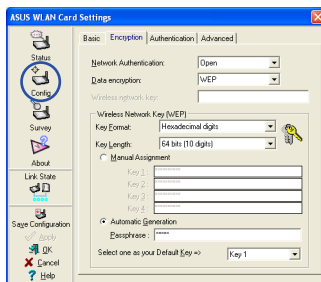 ASUS WLAN Card Settings
Status
Config
Survey
About
Link State
Save Configuration
Apply
OK
Cancel
Help
Basic Encryption Authentication Advanced
Network Authentication: Open
Data encryption: WEP
Wireless network key:
Wireless Network Key (WEP)
Key Format: Hexadecimal digits
Key Length: 64 bits (10 digits)
Manual Assignment
Key 1: **********
Key 2: **********
Key 3: **********
Key 4: **********
Automatic Generation
Passphrase : *****
Select one as your Default Key => Key 1